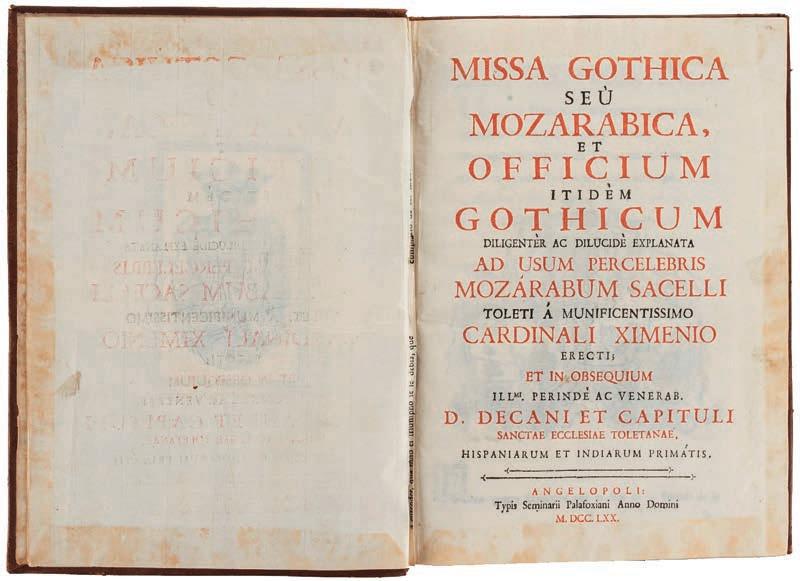 MISSA GOTHICA
SEÙ
MOZARABICA,
ET
OFFICIUM
ITIDÈM
GOTHICUM
DILIGENTÈR AC DILUCIDÈ EXPLANATA
AD USUM PERCELEBRIS
MOZÁRABUM SACELLI
TOLETI Á MUNIFICENTISSIMO
CARDINALI XIMENIO
ERECTI;
ET IN OBSEQUIUM
ILLᴹᴵ. PERINDÈ AC VENERAB.
D. DECANI ET CAPITULI
SANCTAE ECCLESIAE TOLETANAE,
HISPANIARUM ET INDIARUM PRIMÁTIS,
ANGELOPOLI:
Typis Seminarii Palafoxiani Anno Domini
M. DCC. LXX.